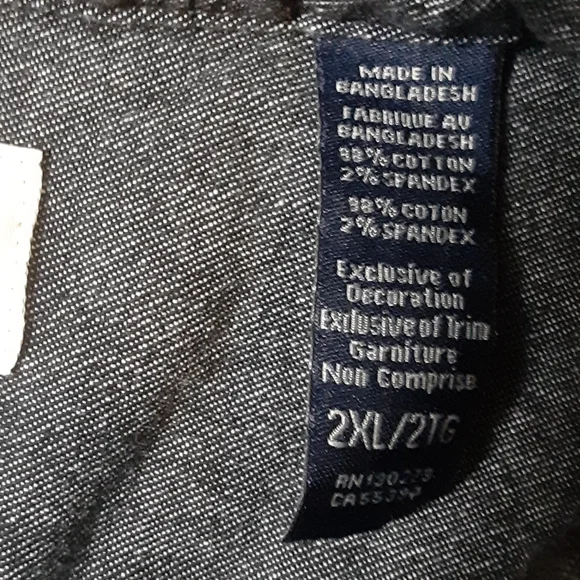 MADE IN
BANGLADESH
FABRIQUE AU
BANGLADESH
98% COTTON
2% SPANDEX
98% COTON
2% SPANDEX
Exclusive of
Decoration
Exclusive of Trim
Garniture
Non Comprise
2XL/2TG